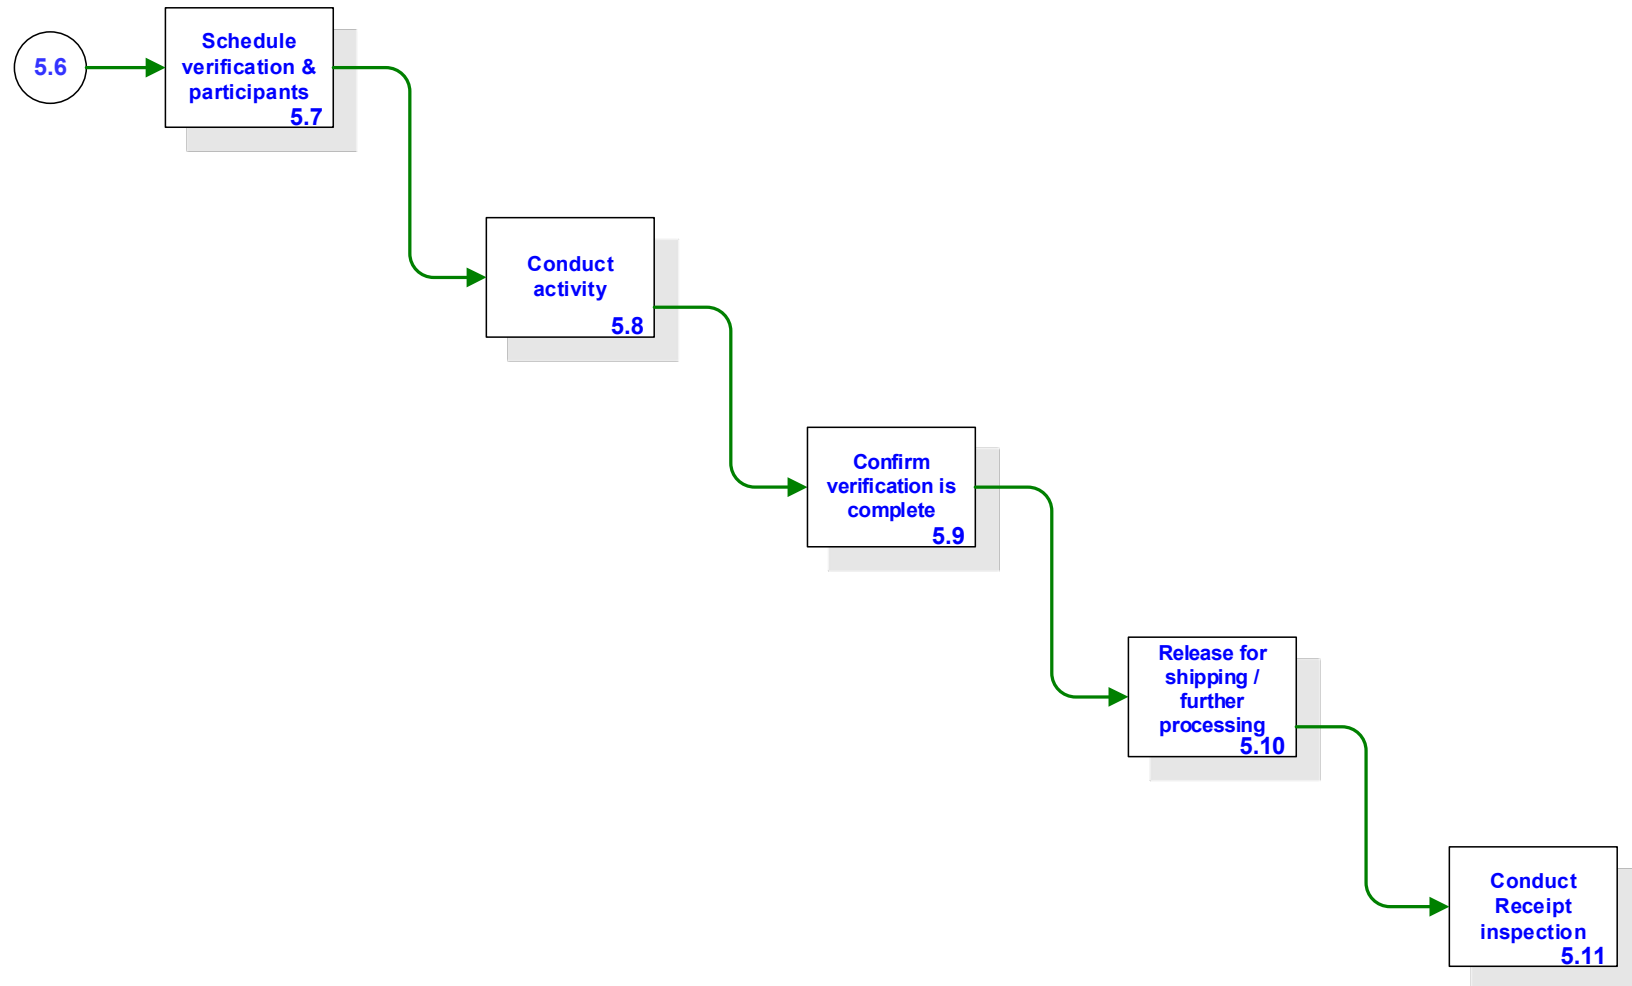 5.6
Schedule
verification &
participants
5.7
Conduct
activity
5.8
Confirm
verification is
complete
5.9
Release for
shipping /
further
processing
5.10
Conduct
Receipt
inspection
5.11